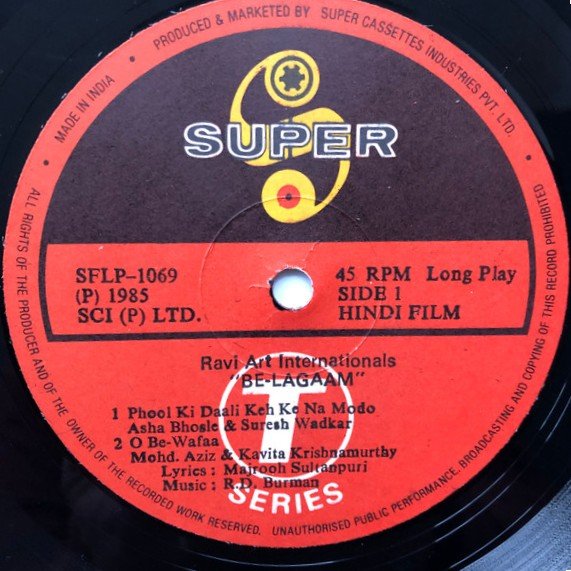 PRODUCED & MARKETED BY SUPER CASSETTES INDUSTRIES PVT. LTD.
MADE IN INDIA
SUPER
SFLP-1069
(P) 1985
SCI (P) LTD.
45 RPM Long Play
SIDE 1
HINDI FILM
Ravi Art Internationals
"BE-LAGAAM"
1 Phool Ki Daali Keh Ke Na Modo
Asha Bhosle & Suresh Wadkar
2 O Be-Wafaa
Mohd. Aziz & Kavita Krishnamurthy
Lyrics : Majrooh Sultanpuri
Music : R.D. Burman
T
SERIES
ALL RIGHTS OF THE PRODUCER AND OF THE OWNER OF THE RECORDED WORK RESERVED. UNAUTHORISED PUBLIC PERFORMANCE, BROADCASTING AND COPYING OF THIS RECORD PROHIBITED